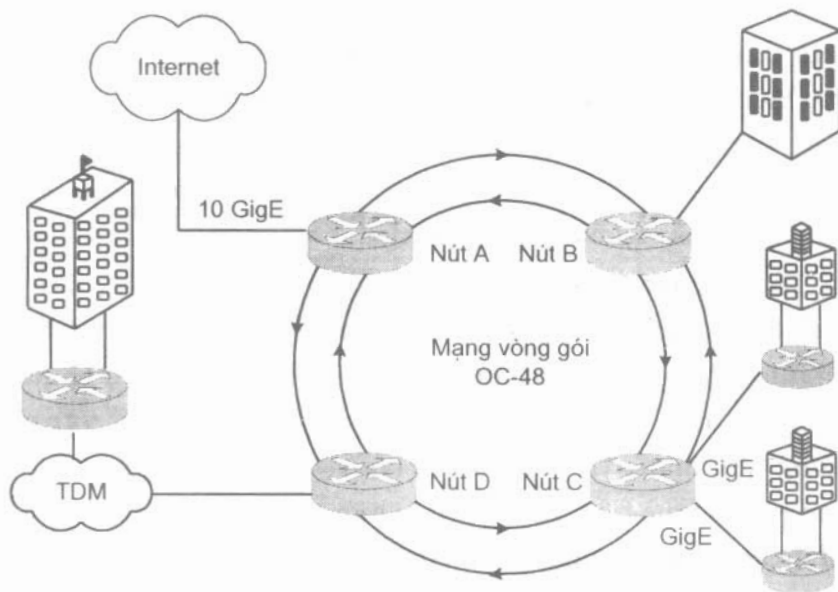 Internet
10 GigE
Nút A
Nút B
Mạng vòng gói
OC-48
Nút D
Nút C
GigE
TDM
GigE